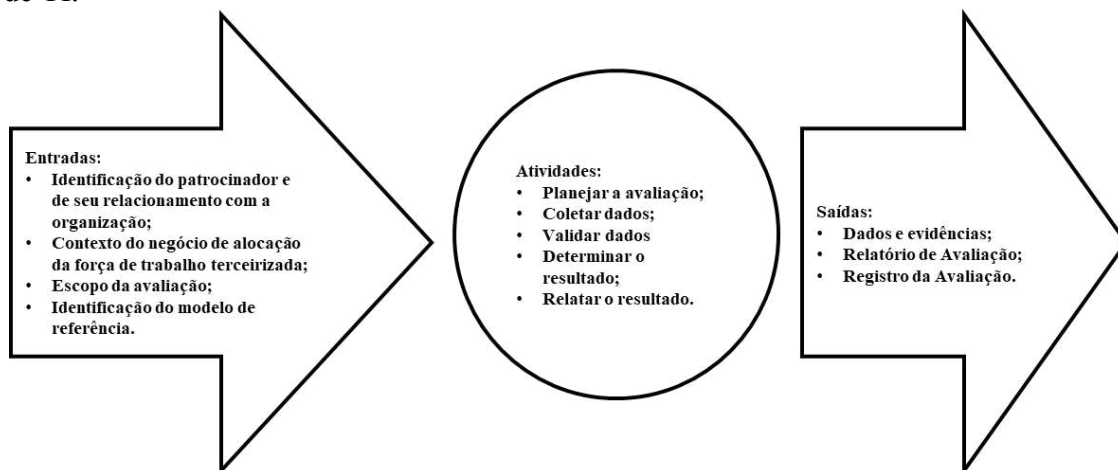 Entradas:
• Identificação do patrocinador e
de seu relacionamento com a
organização;
• Contexto do negócio de alocação
da força de trabalho terceirizada;
• Escopo da avaliação;
• Identificação do modelo de
referência.
Atividades:
• Planejar a avaliação;
• Coletar dados;
• Validar dados
• Determinar o
resultado;
• Relatar o resultado.
Saídas:
• Dados e evidências;
• Relatório de Avaliação;
• Registro da Avaliação.